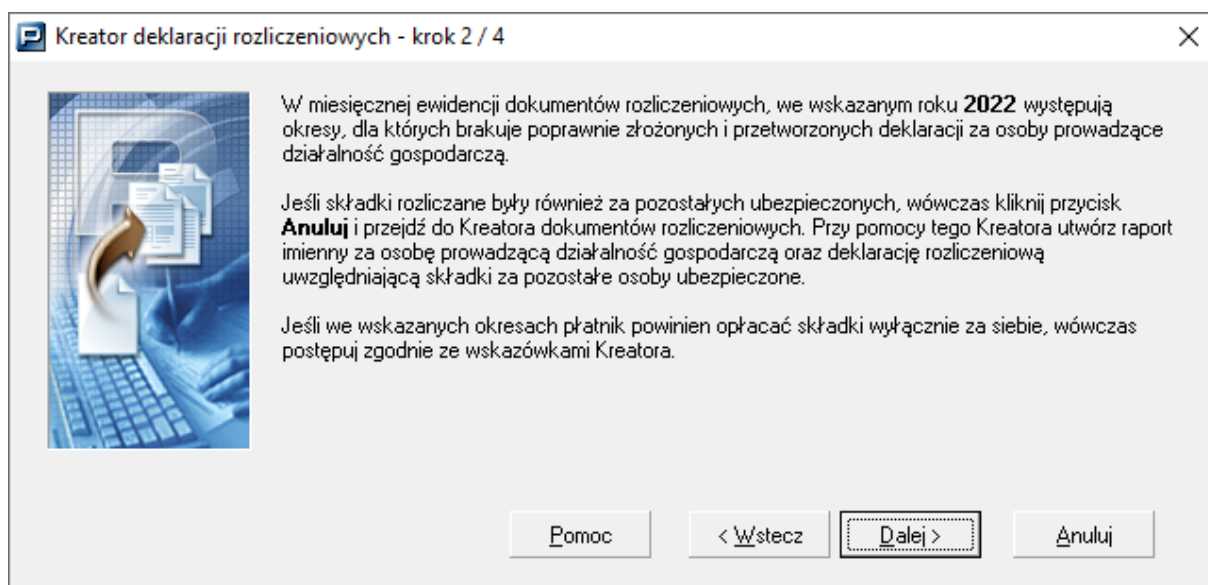 Kreator deklaracji rozliczeniowych - krok 2 / 4
W miesięcznej ewidencji dokumentów rozliczeniowych, we wskazanym roku 2022 występują
okresy, dla których brakuje poprawnie złożonych i przetworzonych deklaracji za osoby prowadzące
działalność gospodarczą.
Jeśli składki rozliczane były również za pozostałych ubezpieczonych, wówczas kliknij przycisk
Anuluj i przejdź do Kreatora dokumentów rozliczeniowych. Przy pomocy tego Kreatora utwórz raport
imienny za osobę prowadzącą działalność gospodarczą oraz deklarację rozliczeniową
uwzględniającą składki za pozostałe osoby ubezpieczone.
Jeśli we wskazanych okresach płatnik powinien opłacać składki wyłącznie za siebie, wówczas
postępuj zgodnie ze wskazówkami Kreatora.
Pomoc < Wstecz Dalej > Anuluj